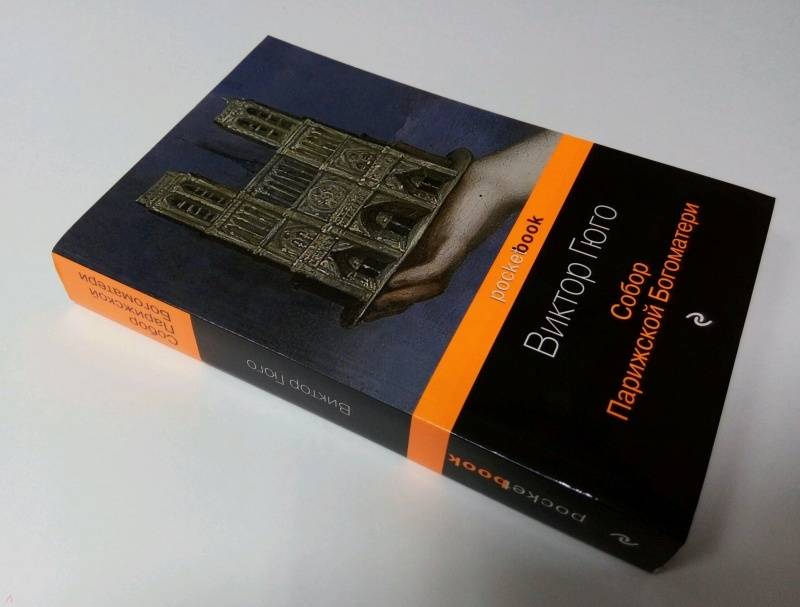 pocketbook
Виктор Гюго
Собор
Парижской Богоматери
Собор
Парижской
Богоматери
Виктор Гюго
pocketbook